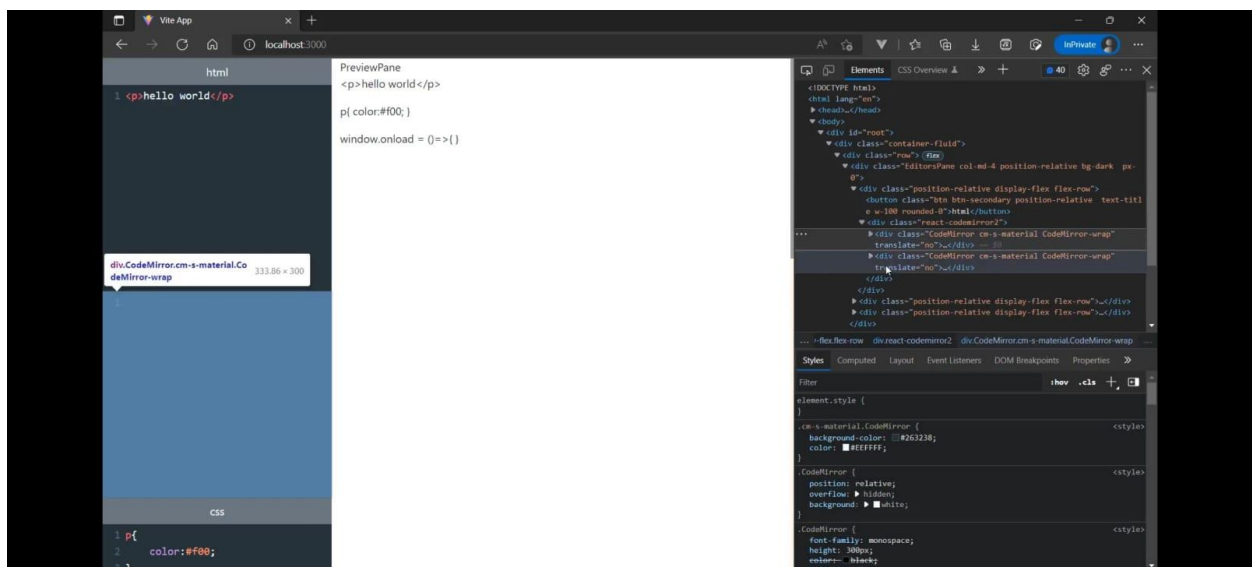 Vite App
localhost:3000
InPrivate
html
1 <p>hello world</p>
div.CodeMirror.cm-s-material.Co
deMirror-wrap
333.86 × 300
1
css
1 p{
2 color:#f00;
PreviewPane
<p>hello world</p>
p{ color:#f00; }
window.onload = ()=>{ }
Elements CSS Overview 40
<!DOCTYPE html>
<html lang="en">
<head>…</head>
<body>
<div id="root">
<div class="container-fluid">
<div class="row"> flex
<div class="EditorsPane col-md-4 position-relative bg-dark px-
0">
<div class="position-relative display-flex flex-row">
<button class="btn btn-secondary position-relative text-titl
e w-100 rounded-0">html</button>
<div class="react-codemirror2">
<div class="CodeMirror cm-s-material CodeMirror-wrap"
translate="no">…</div> == $0
<div class="CodeMirror cm-s-material CodeMirror-wrap"
translate="no">…</div>
</div>
</div>
<div class="position-relative display-flex flex-row">…</div>
<div class="position-relative display-flex flex-row">…</div>
</div>
-flex.flex-row div.react-codemirror2 div.CodeMirror.cm-s-material.CodeMirror-wrap
Styles Computed Layout Event Listeners DOM Breakpoints Properties
Filter :hov .cls
element.style {
}
.cm-s-material.CodeMirror { <style>
background-color: #263238;
color: #EEFFFF;
}
.CodeMirror { <style>
position: relative;
overflow: hidden;
background: white;
}
.CodeMirror { <style>
font-family: monospace;
height: 300px;
color: black;